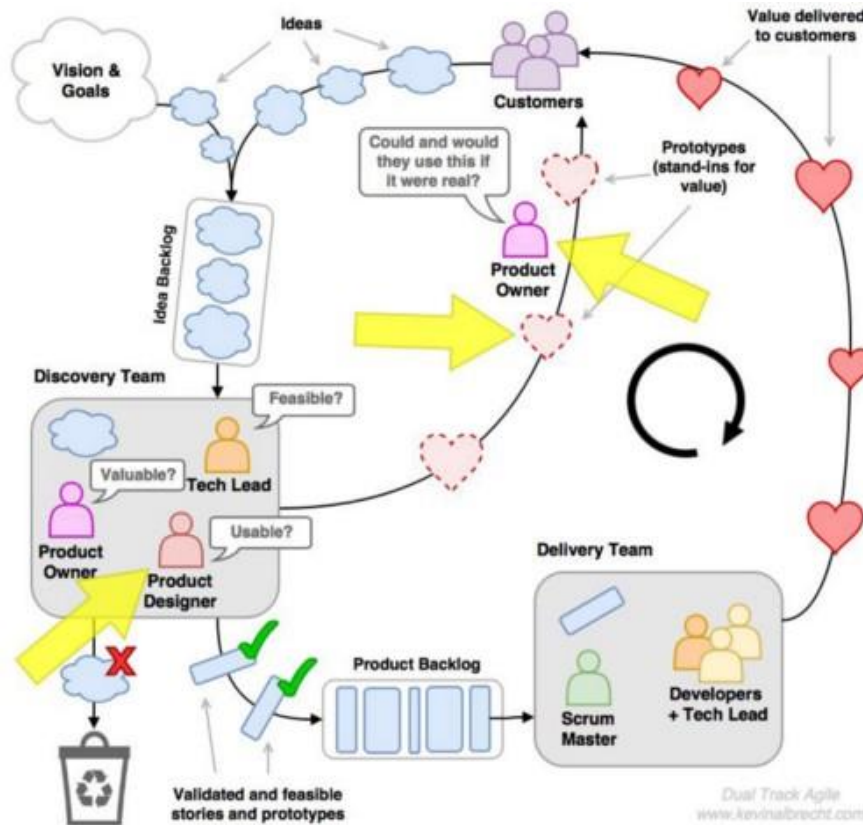 Ideas
Vision &
Goals
Customers
Value delivered
to customers
Could and would
they use this if
it were real?
Prototypes
(stand-ins for
value)
Product
Owner
Idea Backlog
Discovery Team
Feasible?
Tech Lead
Valuable?
Product
Owner
Usable?
Product
Designer
Delivery Team
Product Backlog
Scrum
Master
Developers
+ Tech Lead
Validated and feasible
stories and prototypes
Dual Track Agile
www.kevinalbrecht.com